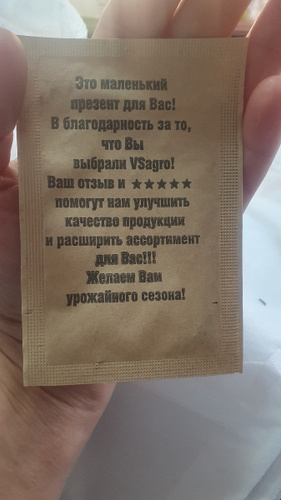 Это маленький
презент для Вас!
В благодарность за то,
что Вы
выбрали VSagro!
Ваш отзыв и ★★★★★
помогут нам улучшить
качество продукции
и расширить ассортимент
для Вас!!!
Желаем Вам
урожайного сезона!